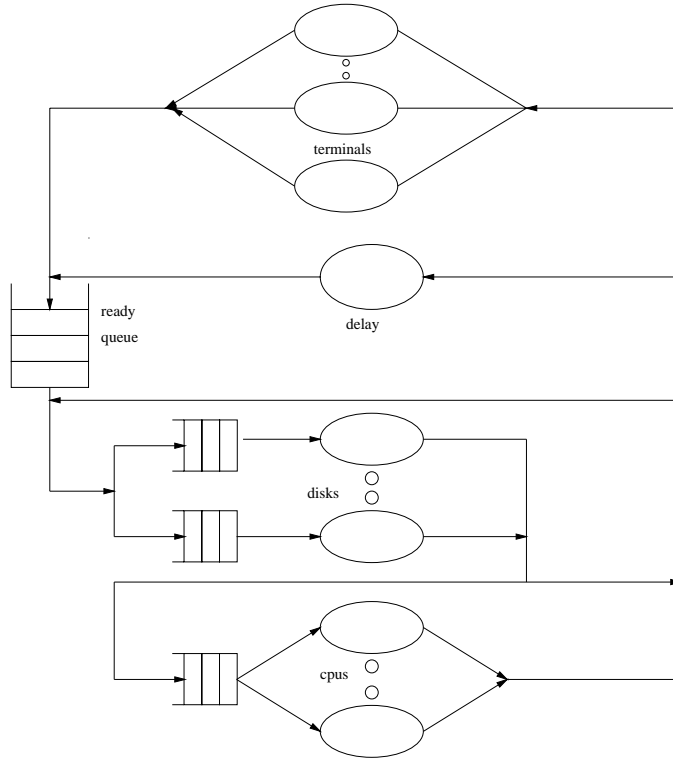 terminals
ready
queue
delay
disks
cpus